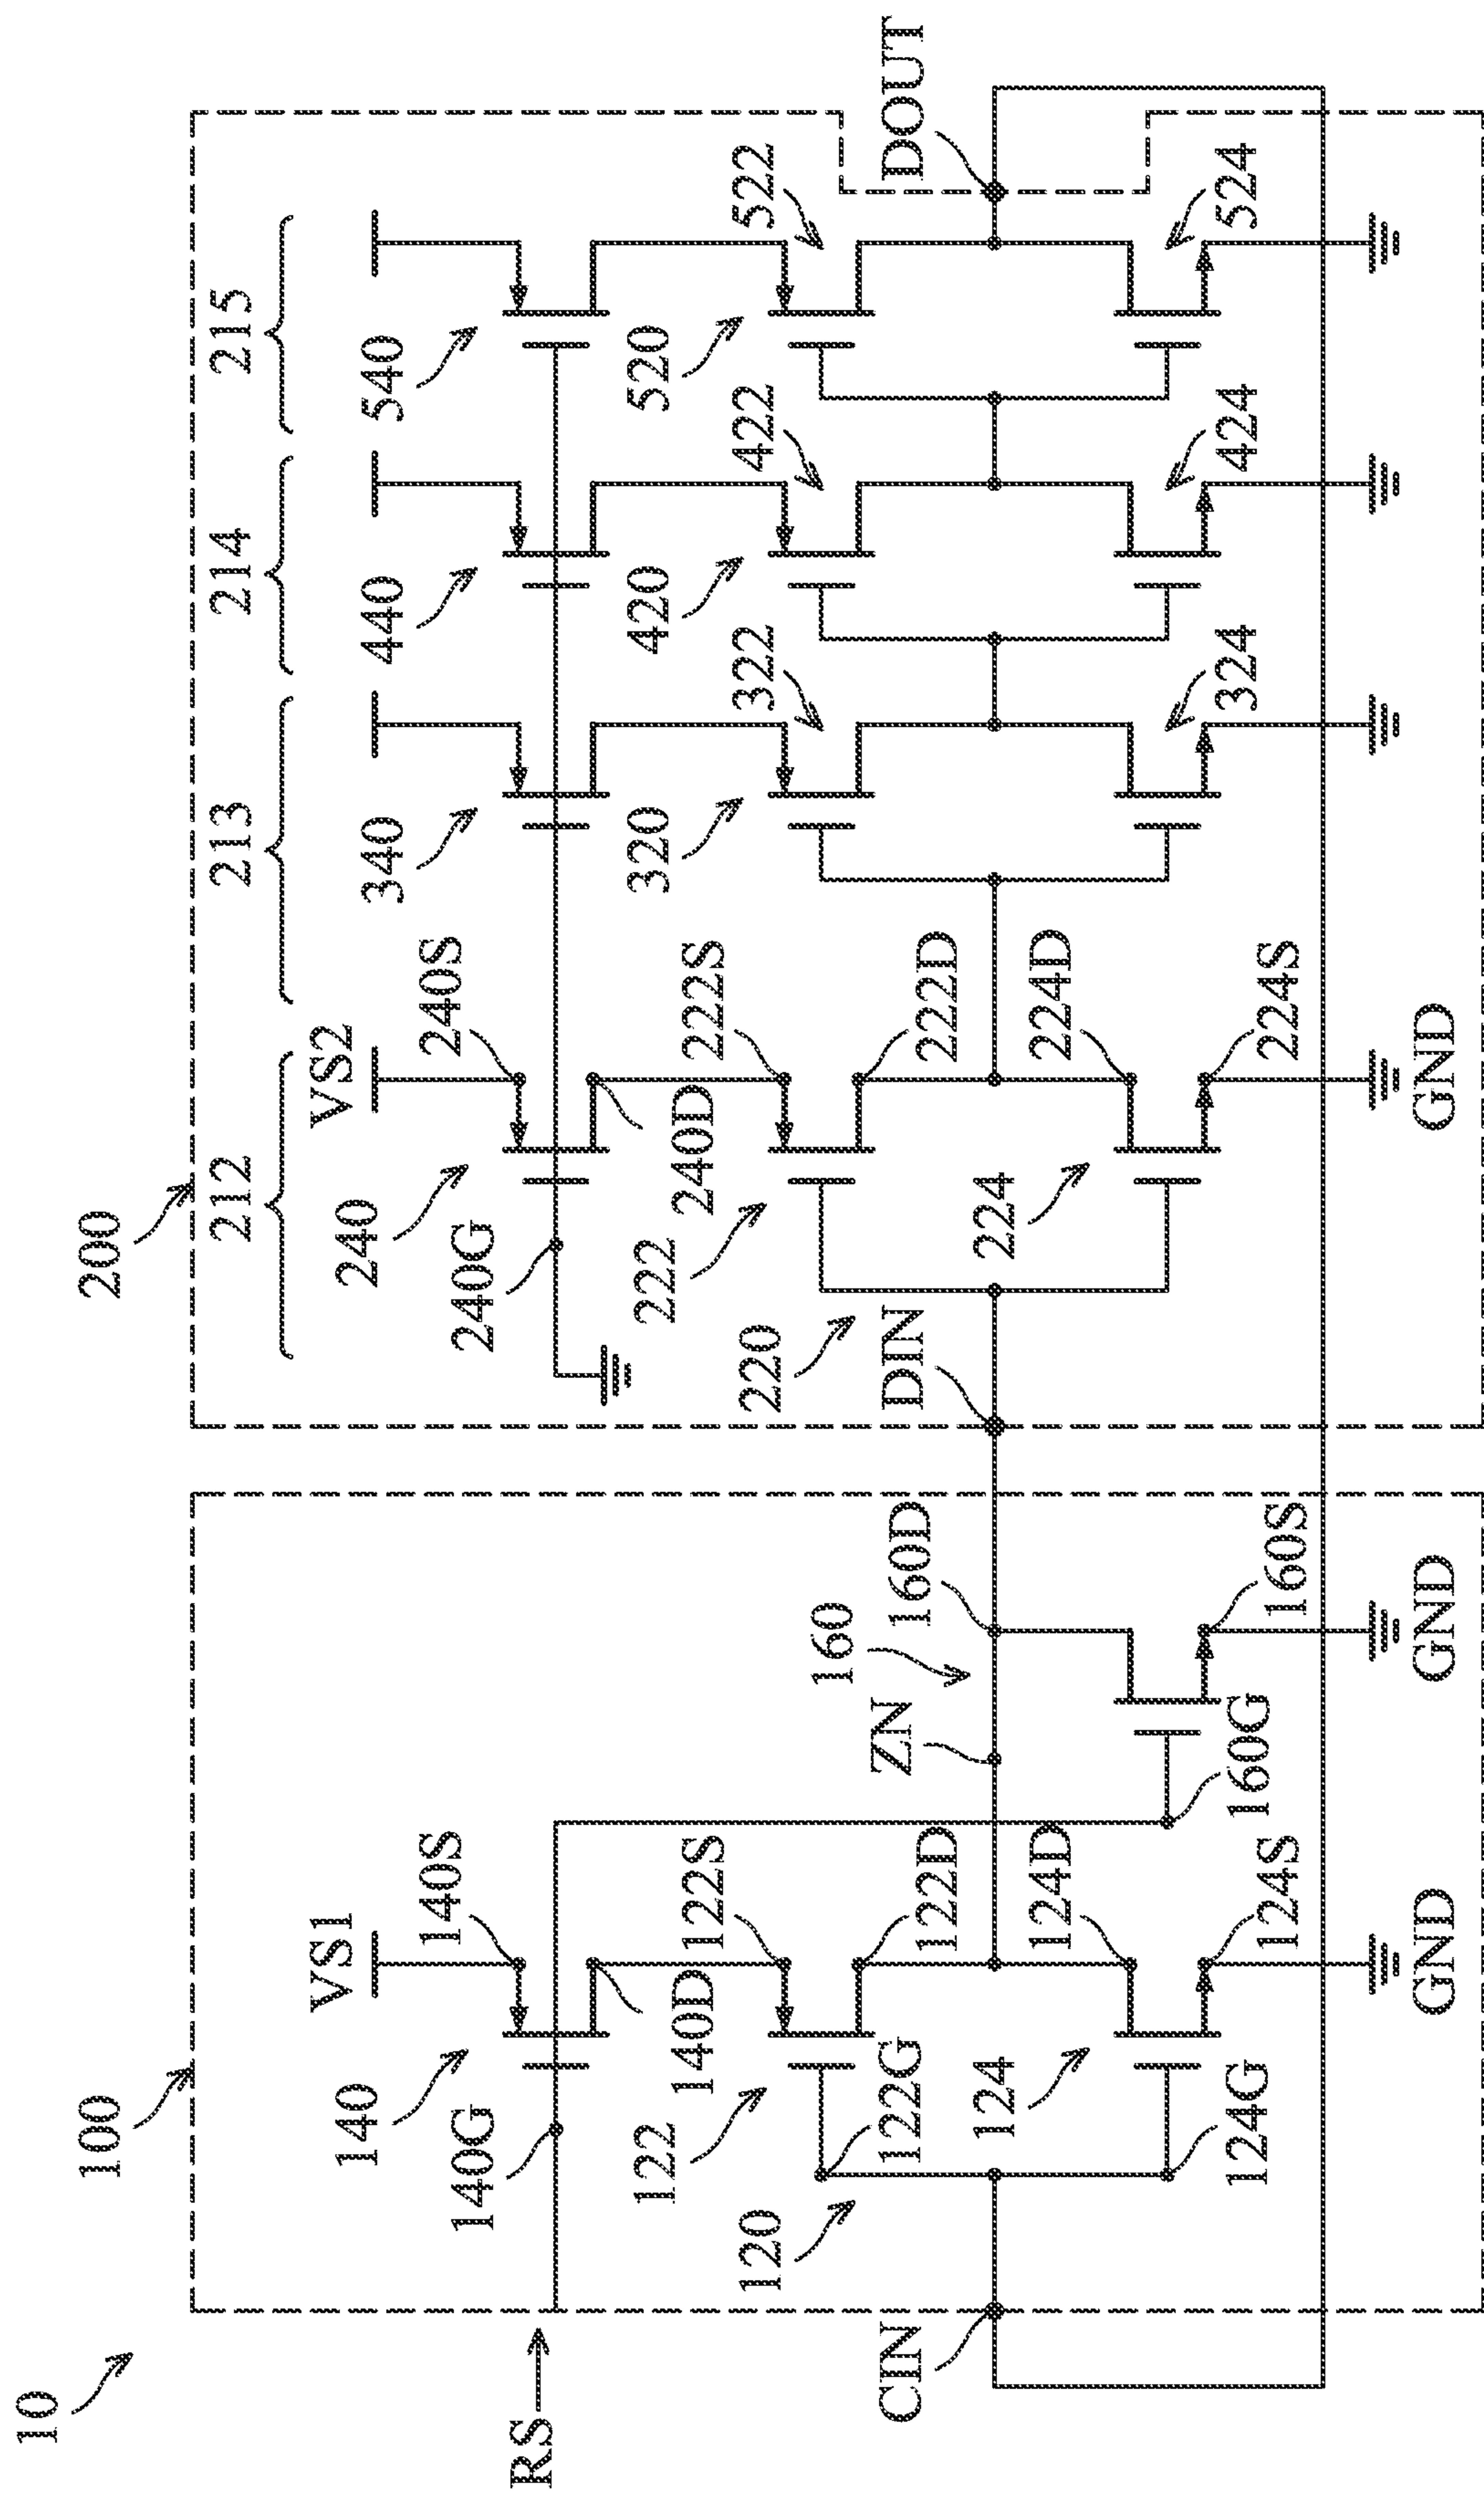 10
100
200
212
213
214
215
VS1
VS2
RS
140
140S
140G
140D
240
240S
240G
240D
340
440
540
122
122S
122G
122D
120
222
222S
222D
220
320
322
420
422
520
522
CIN
ZN
160
160D
DIN
DOUT
124
124D
124G
124S
160G
160S
224
224D
224S
324
424
524
GND
GND
GND